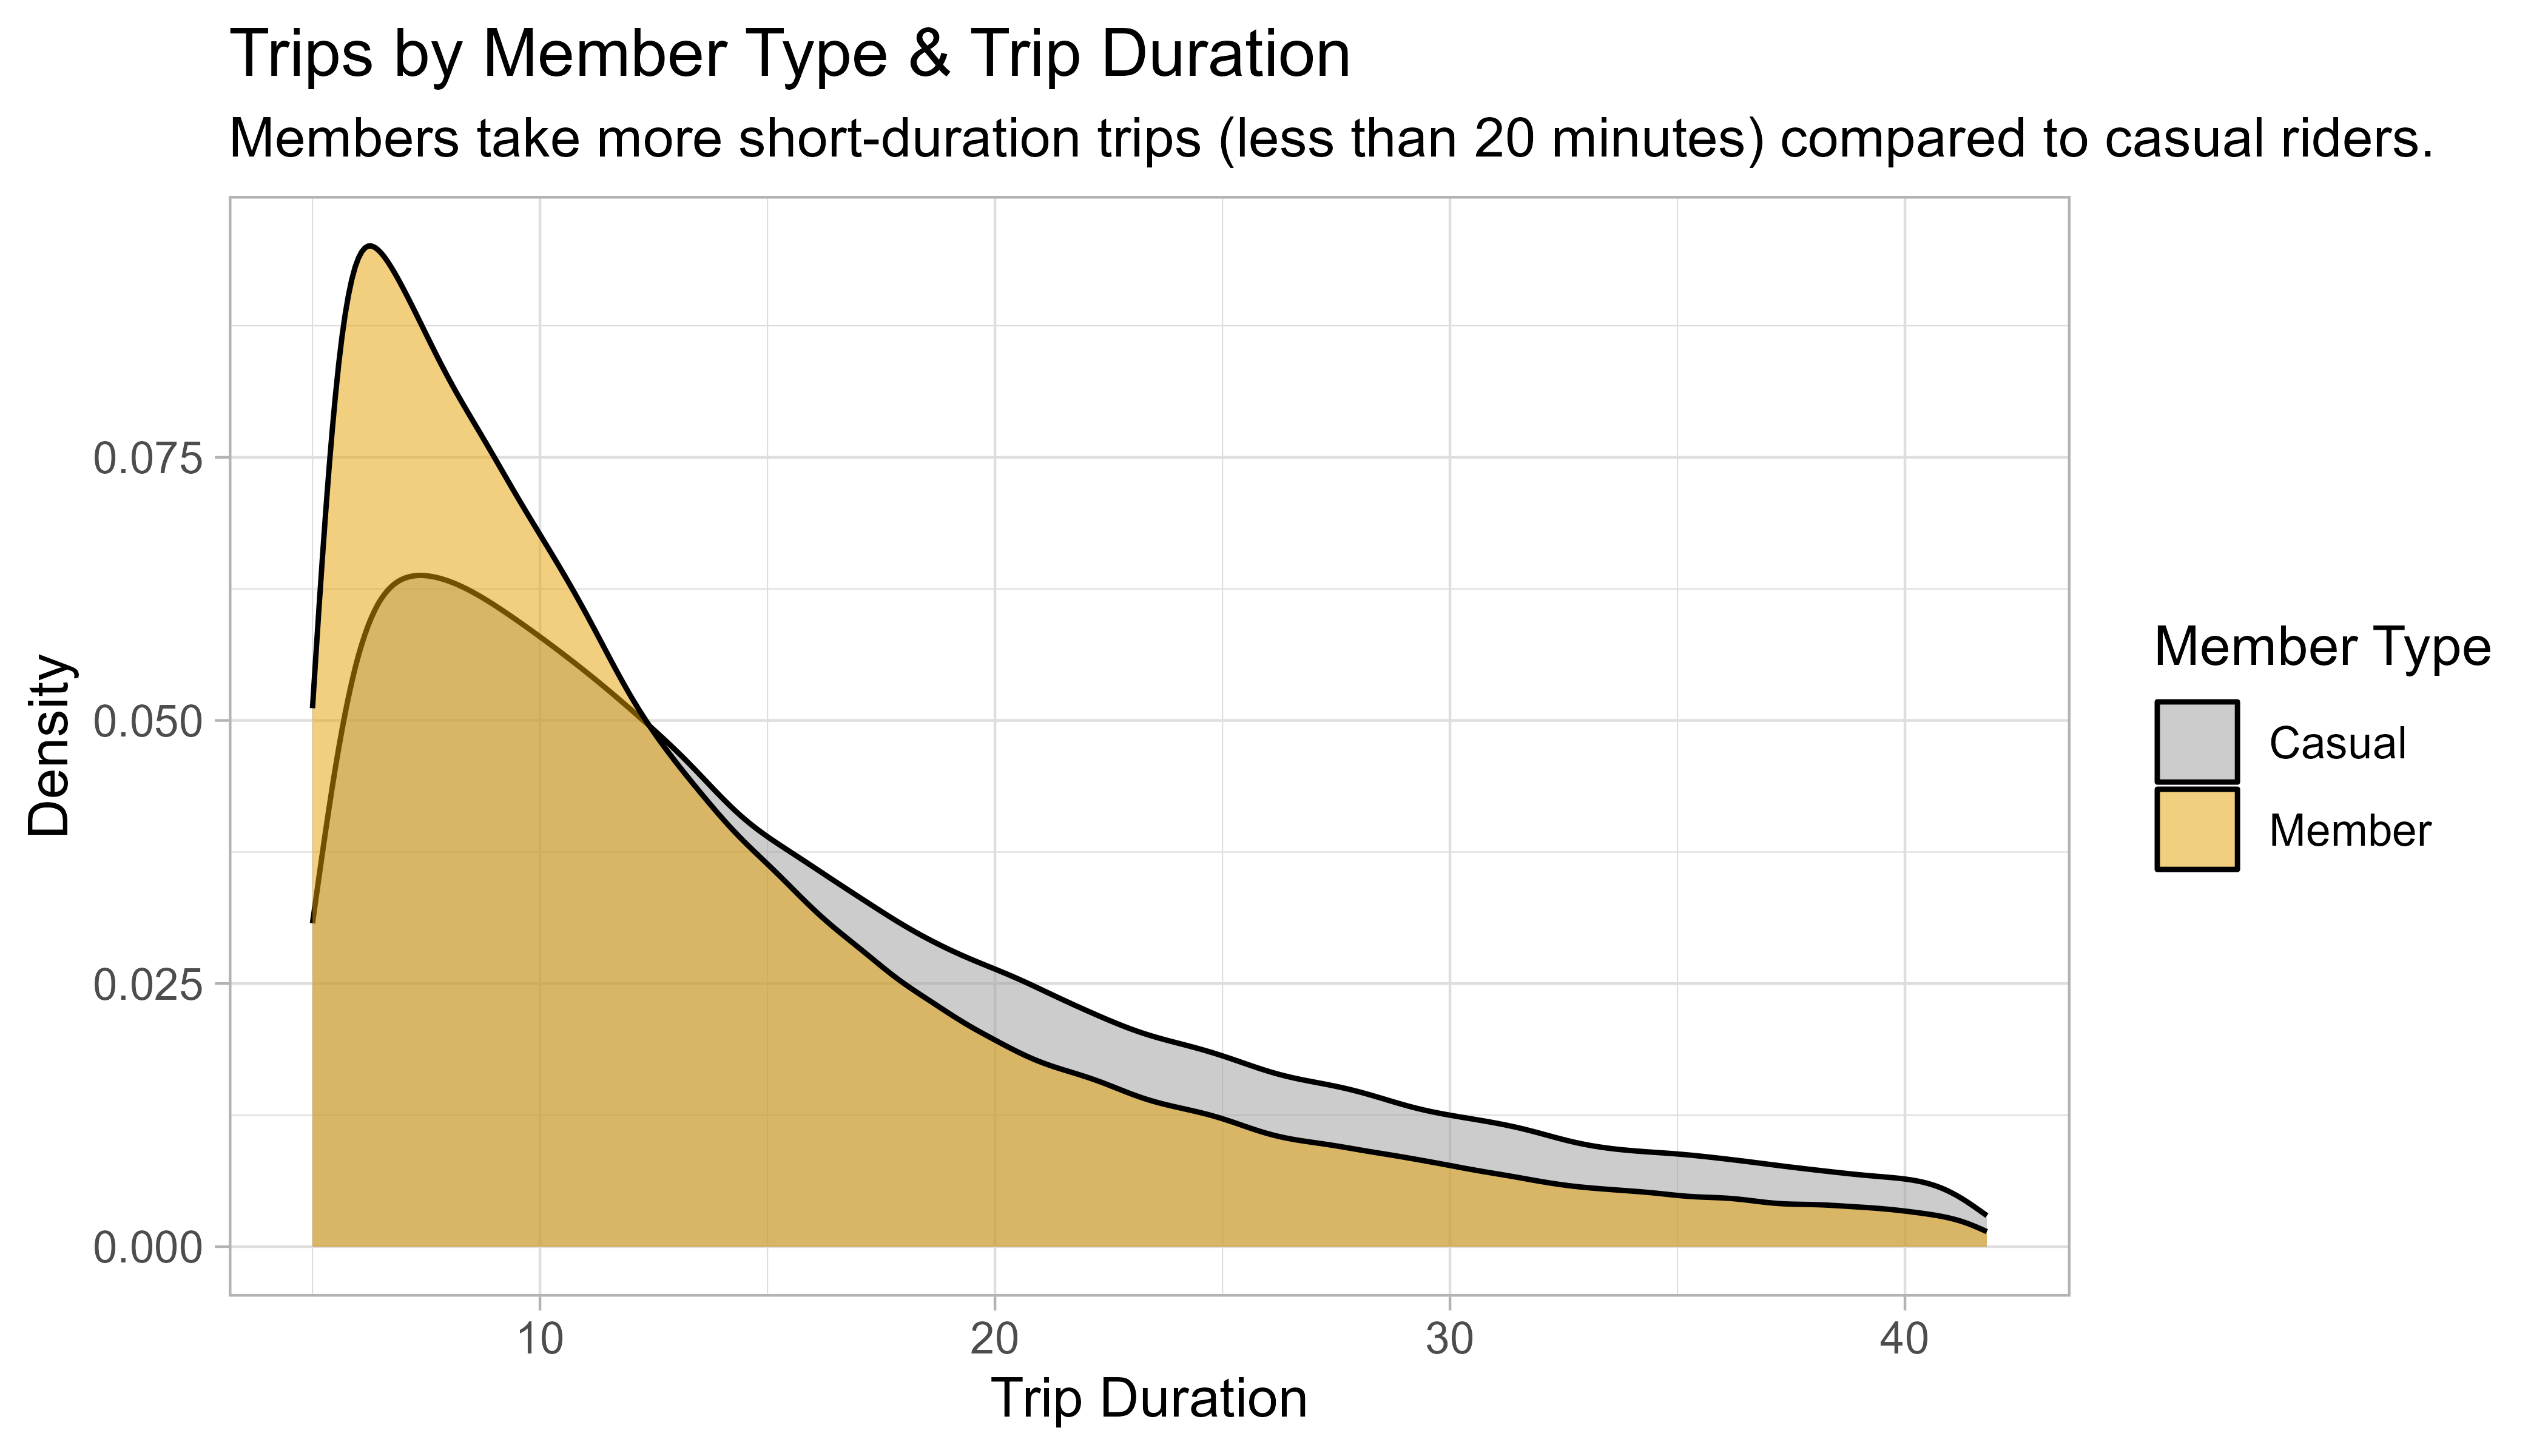 Trips by Member Type & Trip Duration
Members take more short-duration trips (less than 20 minutes) compared to casual riders.
Density
0.075
0.050
0.025
0.000
10 20 30 40
Trip Duration
Member Type
Casual
Member